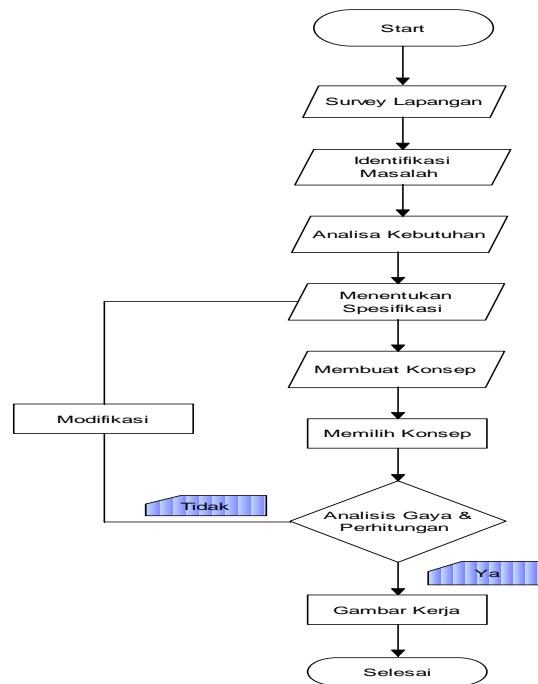 Start
Survey Lapangan
Identifikasi
Masalah
Analisa Kebutuhan
Menentukan
Spesifikasi
Membuat Konsep
Modifikasi
Memilih Konsep
Tidak
Analisis Gaya &
Perhitungan
Ya
Gambar Kerja
Selesai